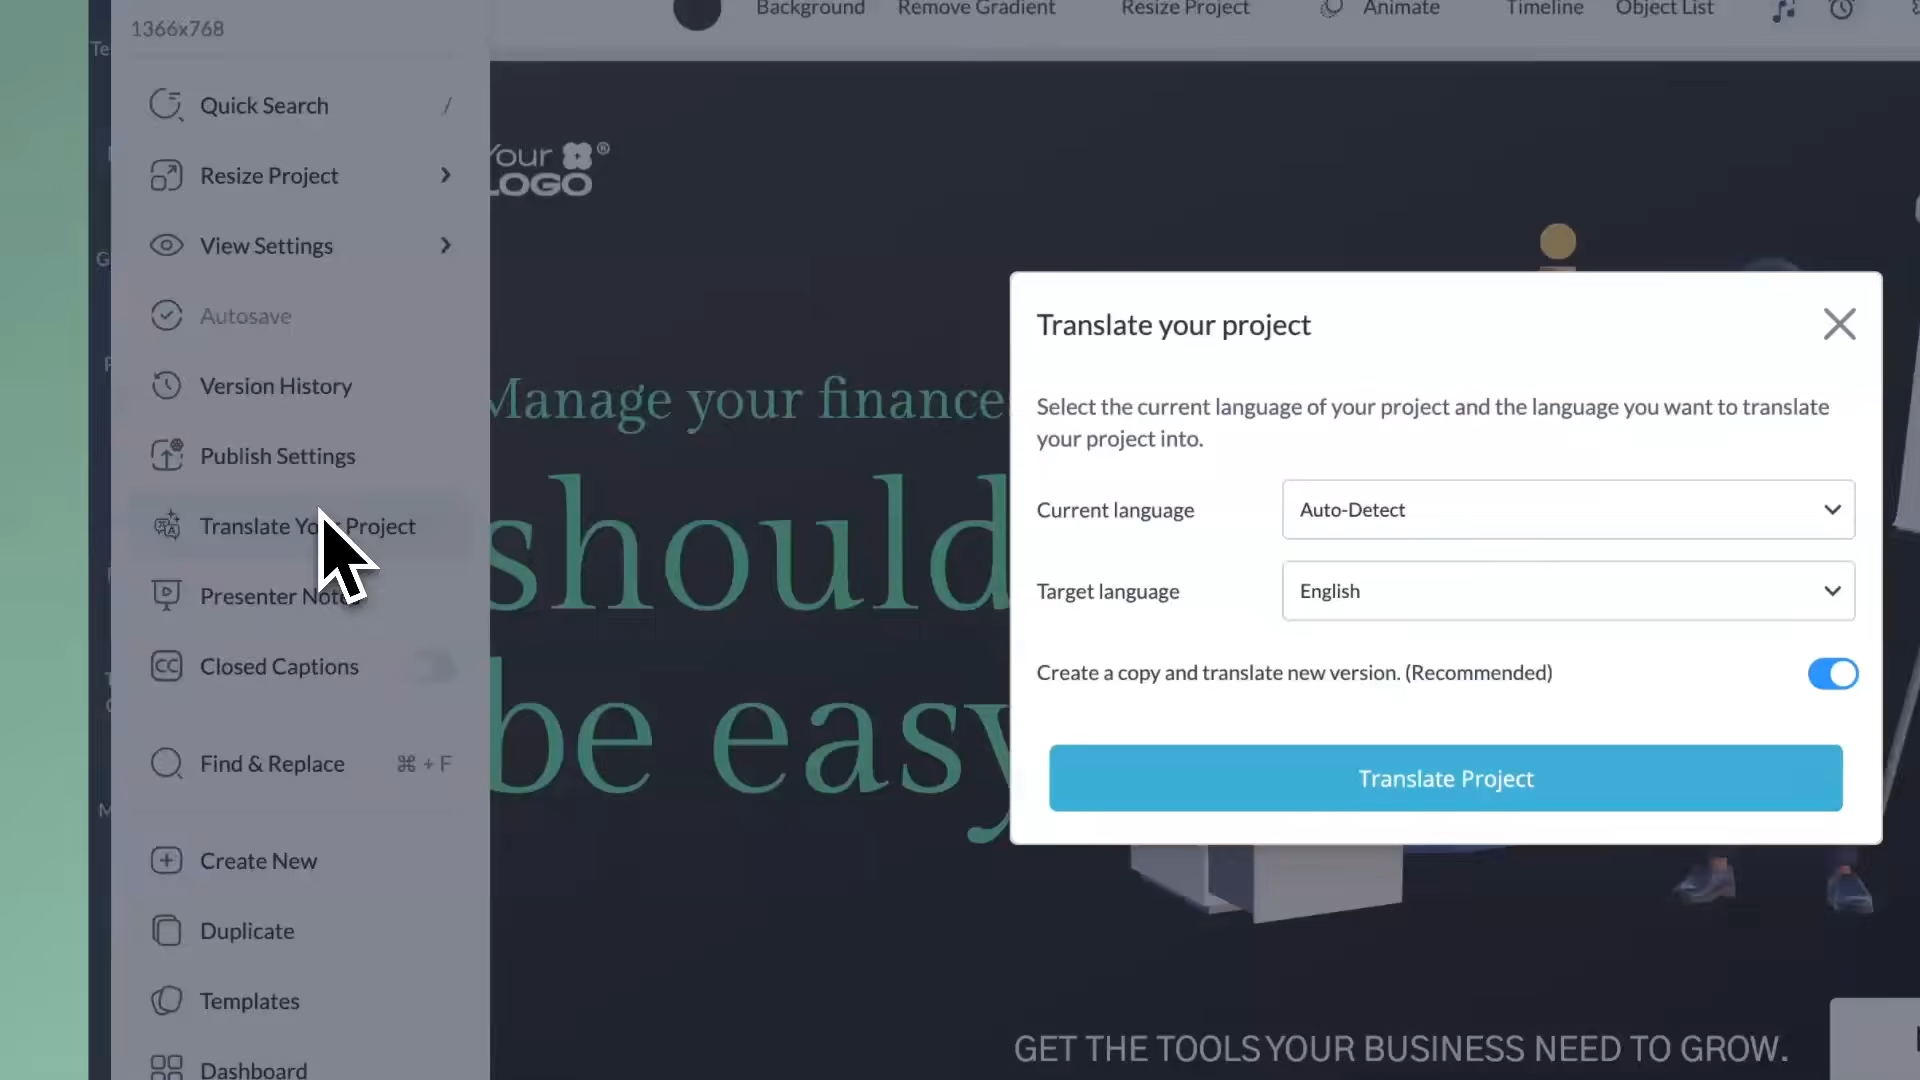 1366x768
Background
Remove Gradient
Resize Project
Animate
Timeline
Object List
Te
Quick Search /
Resize Project
View Settings
G
Autosave
Version History
Publish Settings
Translate Your Project
Presenter Notes
CC Closed Captions
Find & Replace ⌘ + F
M
Create New
Duplicate
Templates
Dashboard
Your ®
LOGO
Manage your finance
should
be easy
GET THE TOOLS YOUR BUSINESS NEED TO GROW.
Translate your project
Select the current language of your project and the language you want to translate
your project into.
Current language Auto-Detect
Target language English
Create a copy and translate new version. (Recommended)
Translate Project